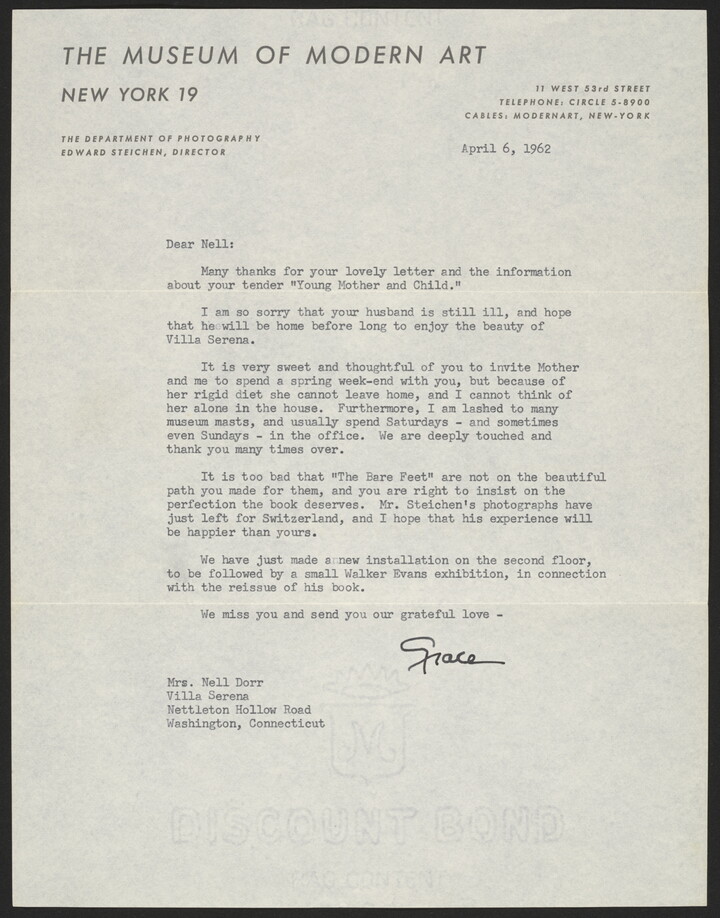 THE MUSEUM OF MODERN ART
NEW YORK 19
11 WEST 53rd STREET
TELEPHONE: CIRCLE 5-8900
CABLES: MODERNART, NEW-YORK
THE DEPARTMENT OF PHOTOGRAPHY
EDWARD STEICHEN, DIRECTOR
April 6, 1962
Dear Nell:
Many thanks for your lovely letter and the information
about your tender "Young Mother and Child."
I am so sorry that your husband is still ill, and hope
that he will be home before long to enjoy the beauty of
Villa Serena.
It is very sweet and thoughtful of you to invite Mother
and me to spend a spring week-end with you, but because of
her rigid diet she cannot leave home, and I cannot think of
her alone in the house. Furthermore, I am lashed to many
museum masts, and usually spend Saturdays - and sometimes
even Sundays - in the office. We are deeply touched and
thank you many times over.
It is too bad that "The Bare Feet" are not on the beautiful
path you made for them, and you are right to insist on the
perfection the book deserves. Mr. Steichen's photographs have
just left for Switzerland, and I hope that his experience will
be happier than yours.
We have just made a new installation on the second floor,
to be followed by a small Walker Evans exhibition, in connection
with the reissue of his book.
We miss you and send you our grateful love -
Grace
Mrs. Nell Dorr
Villa Serena
Nettleton Hollow Road
Washington, Connecticut
M
DISCOUNT BOND
RAG CONTENT